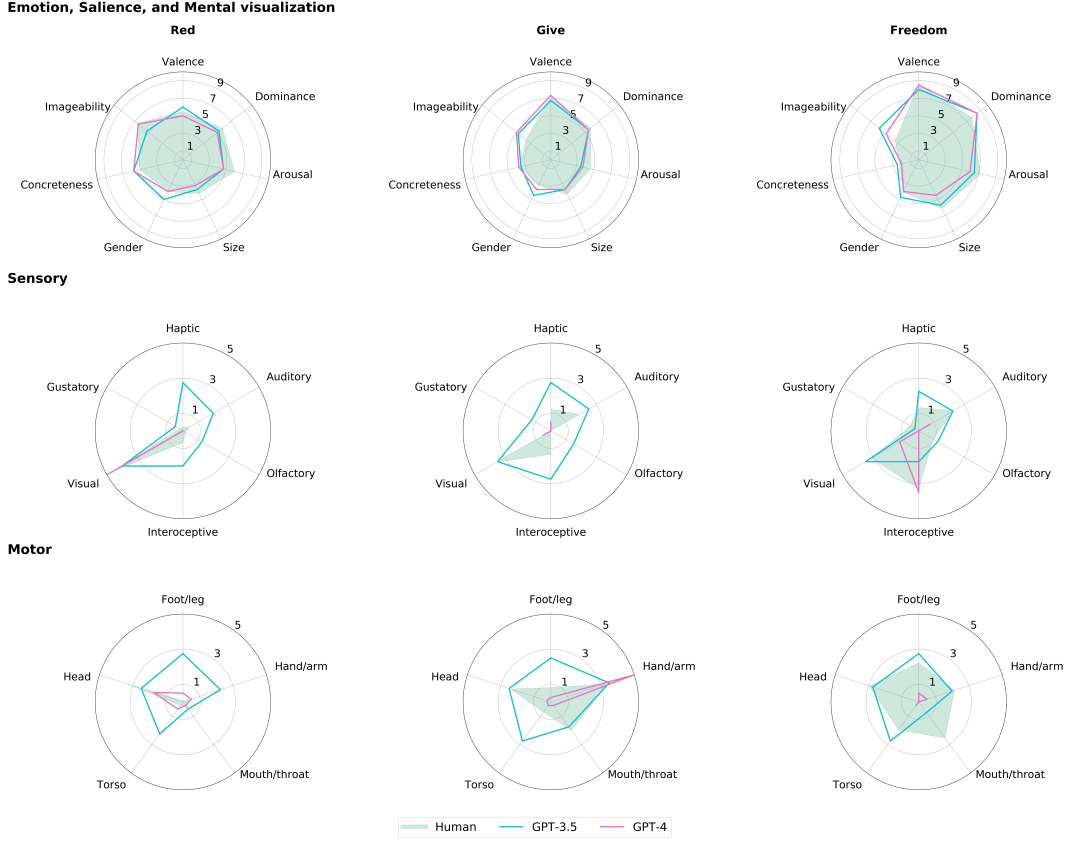 Emotion, Salience, and Mental visualization
Red
Give
Freedom
Valence
Dominance
Arousal
Size
Gender
Concreteness
Imageability
1
3
5
7
9
Valence
Dominance
Arousal
Size
Gender
Concreteness
Imageability
1
3
5
7
9
Valence
Dominance
Arousal
Size
Gender
Concreteness
Imageability
1
3
5
7
9
Sensory
Haptic
Auditory
Olfactory
Interoceptive
Visual
Gustatory
1
3
5
Haptic
Auditory
Olfactory
Interoceptive
Visual
Gustatory
1
3
5
Haptic
Auditory
Olfactory
Interoceptive
Visual
Gustatory
1
3
5
Motor
Foot/leg
Hand/arm
Mouth/throat
Torso
Head
1
3
5
Foot/leg
Hand/arm
Mouth/throat
Torso
Head
1
3
5
Foot/leg
Hand/arm
Mouth/throat
Torso
Head
1
3
5
Human GPT-3.5 GPT-4